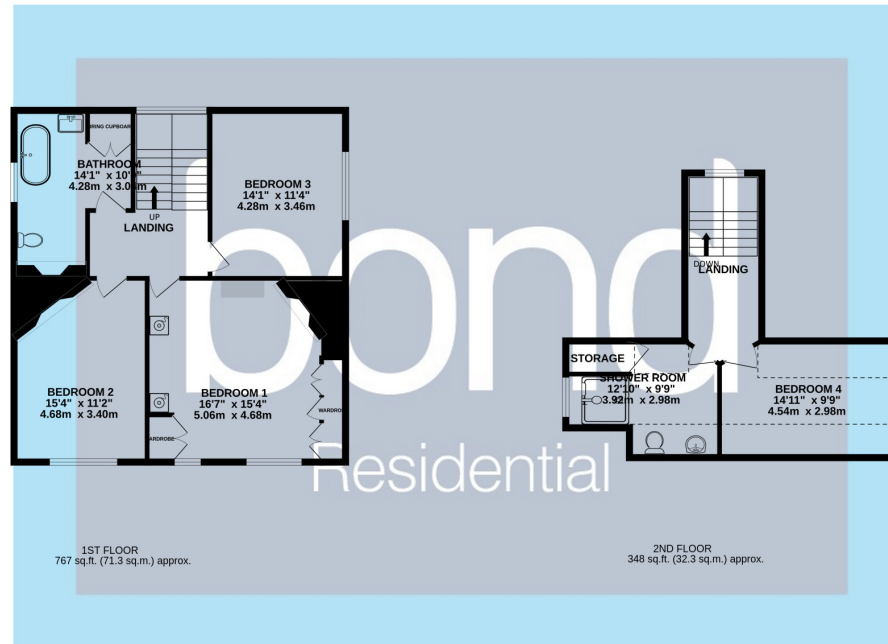 bond
Residential
IRING CUPBOAR
BATHROOM
14'1" x
4.28m x
UP
LANDING
BEDROOM 3
14'1" x 11'4"
4.28m x 3.46m
BEDROOM 2
15'4" x 11'2"
4.68m x 3.40m
BEDROOM 1
16'7" x 15'4"
5.06m x 4.68m
WARDRO
ARDROBE
1ST FLOOR
767 sq.ft. (71.3 sq.m.) approx.
DOWN
LANDING
STORAGE
SHOWER ROOM
12'10" x 9'9"
3.92m x 2.98m
BEDROOM 4
14'11" x 9'9"
4.54m x 2.98m
2ND FLOOR
348 sq.ft. (32.3 sq.m.) approx.